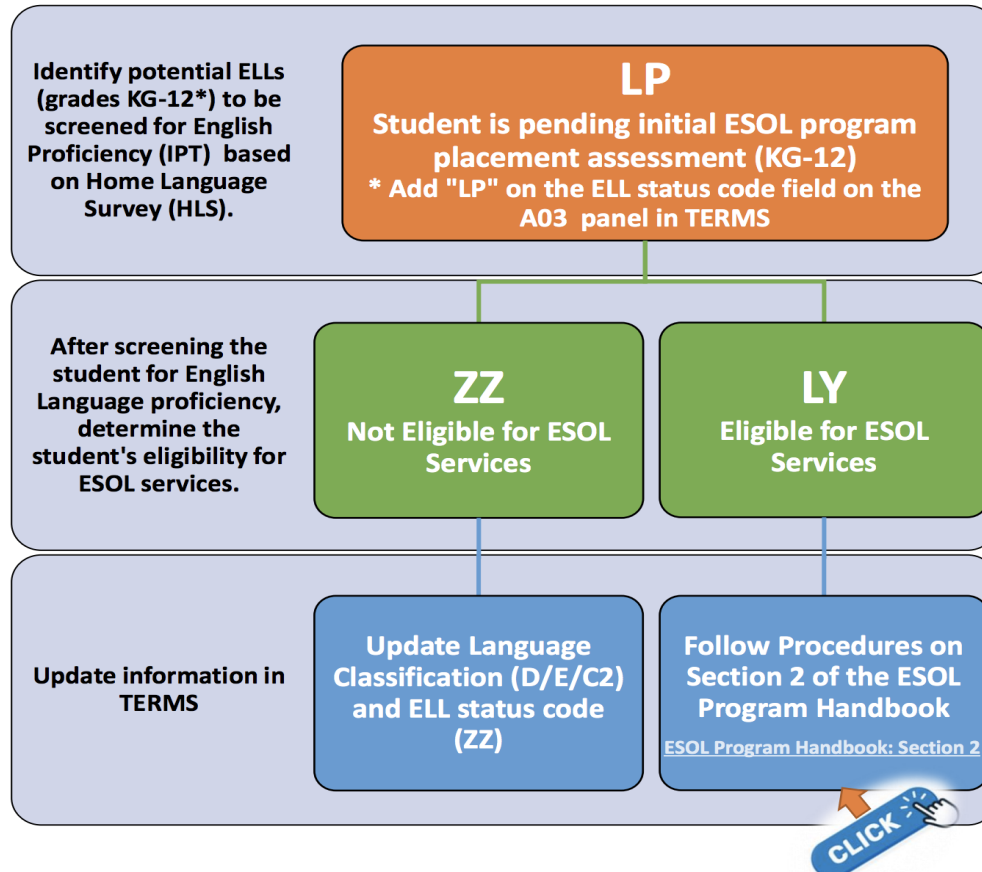 Identify potential ELLs
(grades KG-12*) to be
screened for English
Proficiency (IPT) based
on Home Language
Survey (HLS).
LP
Student is pending initial ESOL program
placement assessment (KG-12)
* Add "LP" on the ELL status code field on the
A03 panel in TERMS
After screening the
student for English
Language proficiency,
determine the
student's eligibility for
ESOL services.
ZZ
Not Eligible for ESOL
Services
LY
Eligible for ESOL
Services
Update information in
TERMS
Update Language
Classification (D/E/C2)
and ELL status code
(ZZ)
Follow Procedures on
Section 2 of the ESOL
Program Handbook
ESOL Program Handbook: Section 2
CLICK